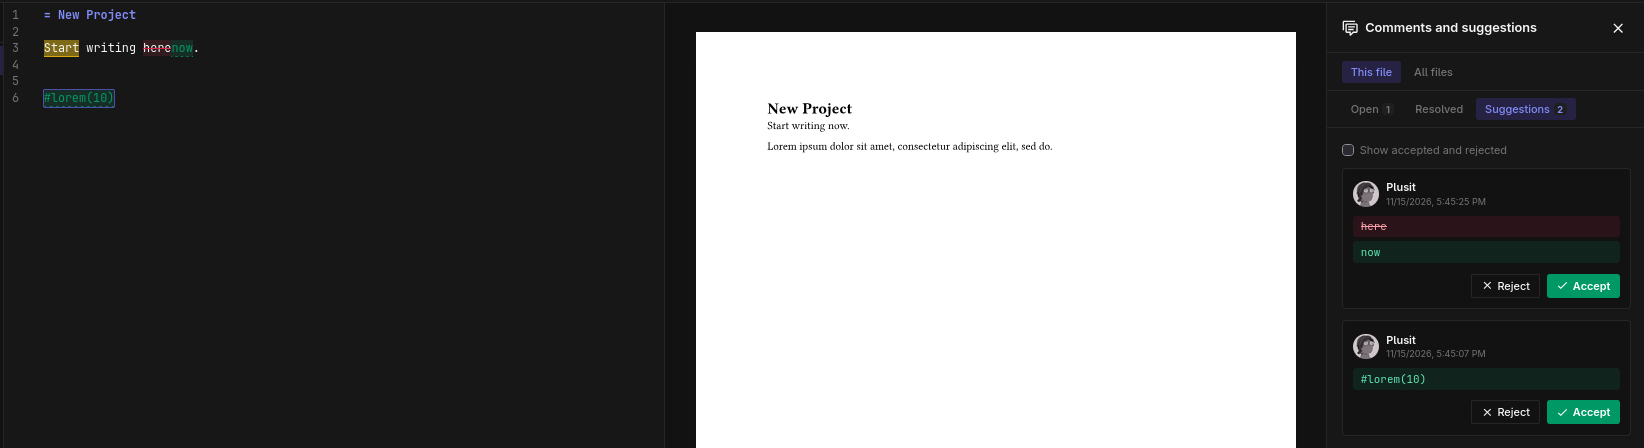 1 = New Project
2
3 Start writing herenow.
4
5
6 #lorem(10)
New Project
Start writing now.
Lorem ipsum dolor sit amet, consectetur adipiscing elit, sed do.
Comments and suggestions
This file All files
Open 1 Resolved Suggestions 2
Show accepted and rejected
Plusit
11/15/2026, 5:45:25 PM
here
now
Reject Accept
Plusit
11/15/2026, 5:45:07 PM
#lorem(10)
Reject Accept